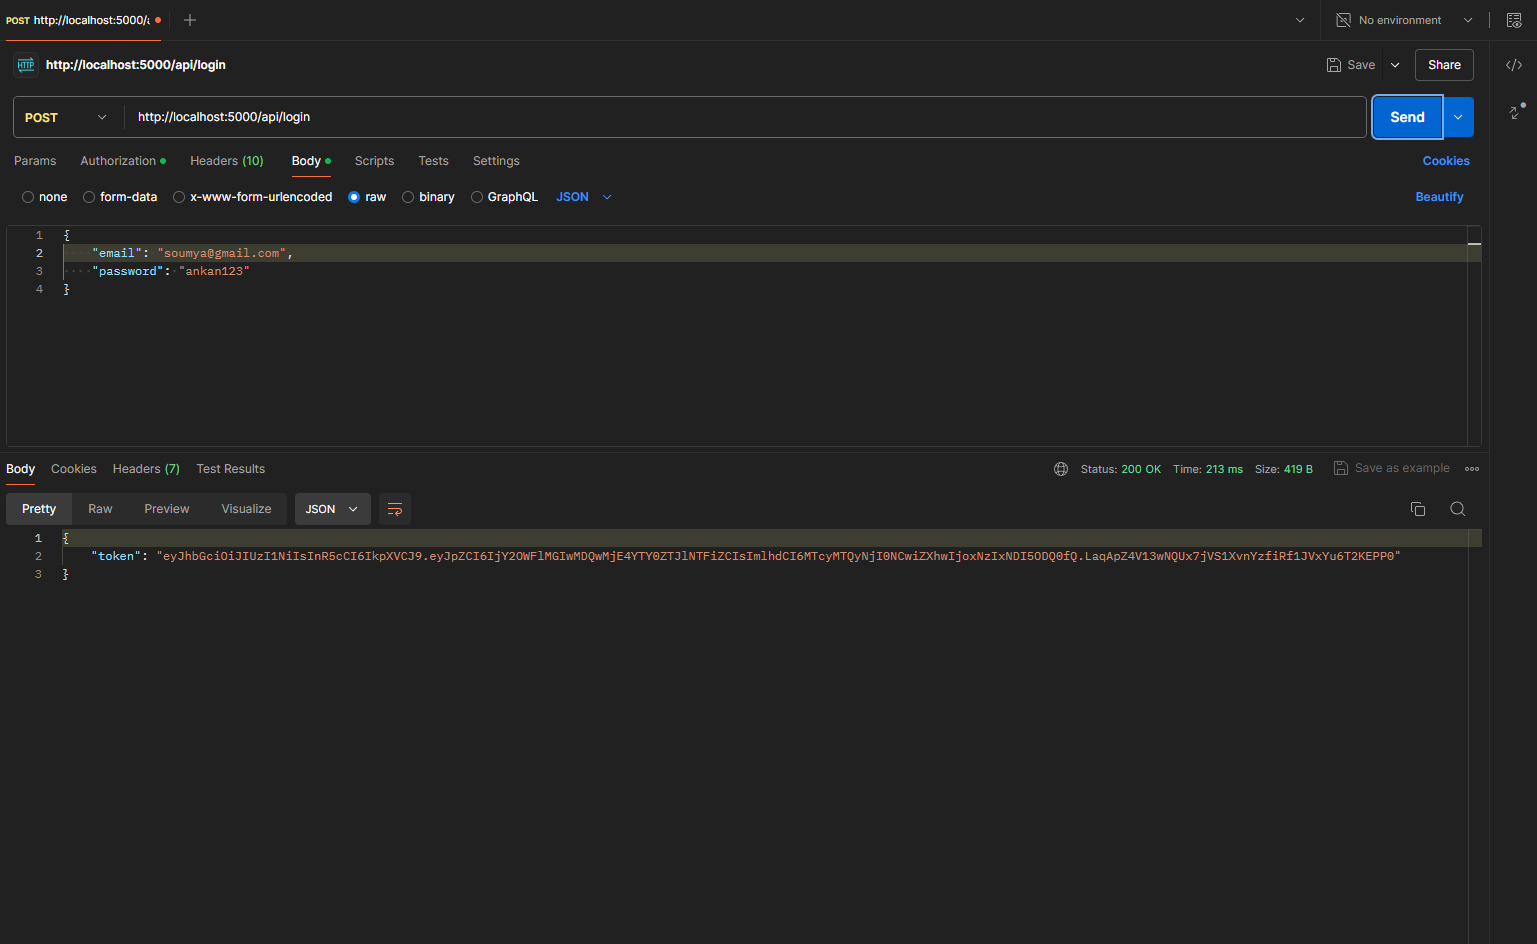 POST http://localhost:5000/a
No environment
HTTP http://localhost:5000/api/login
Save Share
POST http://localhost:5000/api/login Send
Params Authorization Headers (10) Body Scripts Tests Settings Cookies
none form-data x-www-form-urlencoded raw binary GraphQL JSON Beautify
1 {
2 "email": "soumya@gmail.com",
3 "password": "ankan123"
4 }
Body Cookies Headers (7) Test Results Status: 200 OK Time: 213 ms Size: 419 B Save as example
Pretty Raw Preview Visualize JSON
1 {
2 "token": "eyJhbGciOiJIUzI1NiIsInR5cCI6IkpXVCJ9.eyJpZCI6IjY2OWFlMGIwMDQwMjE4YTY0ZTJlNTFiZCIsImlhdCI6MTcyMTQyNjI0NCwiZXhwIjoxNzIxNDI5ODQ0fQ.LaqApZ4V13wNQUx7jVS1XvnYzfiRf1JVxYu6T2KEPP0"
3 }